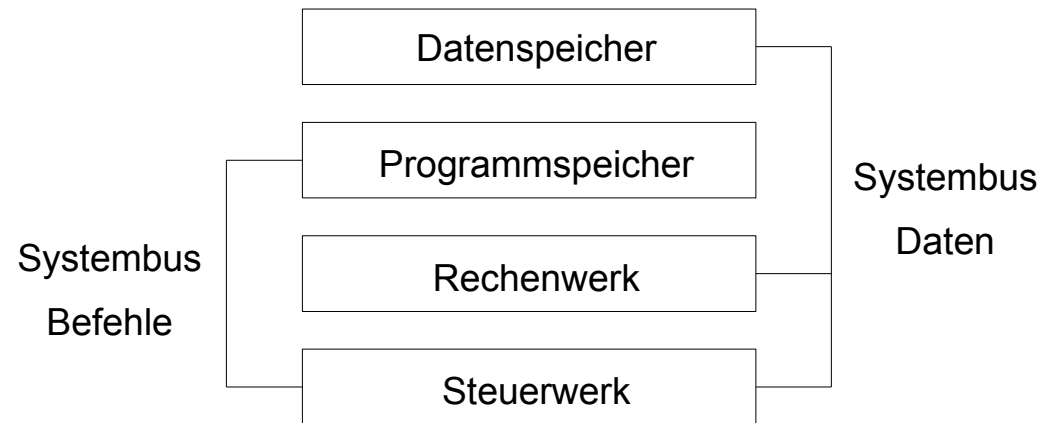 Datenspeicher
Programmspeicher
Systembus
Daten
Systembus
Befehle
Rechenwerk
Steuerwerk